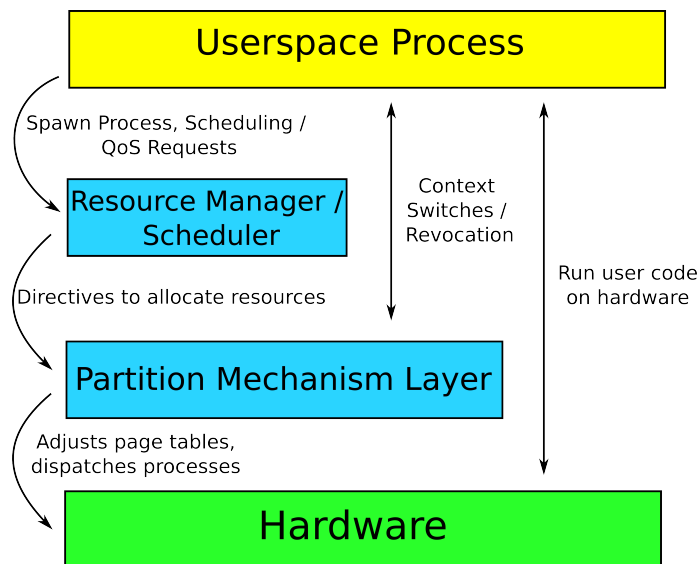 Userspace Process
Spawn Process, Scheduling /
QoS Requests
Resource Manager /
Scheduler
Context
Switches /
Revocation
Run user code
on hardware
Directives to allocate resources
Partition Mechanism Layer
Adjusts page tables,
dispatches processes
Hardware